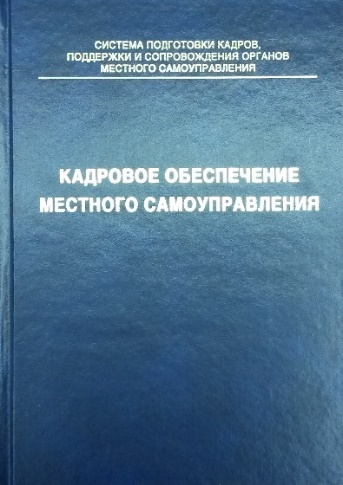 СИСТЕМА ПОДГОТОВКИ КАДРОВ,
ПОДДЕРЖКИ И СОПРОВОЖДЕНИЯ ОРГАНОВ
МЕСТНОГО САМОУПРАВЛЕНИЯ
КАДРОВОЕ ОБЕСПЕЧЕНИЕ
МЕСТНОГО САМОУПРАВЛЕНИЯ